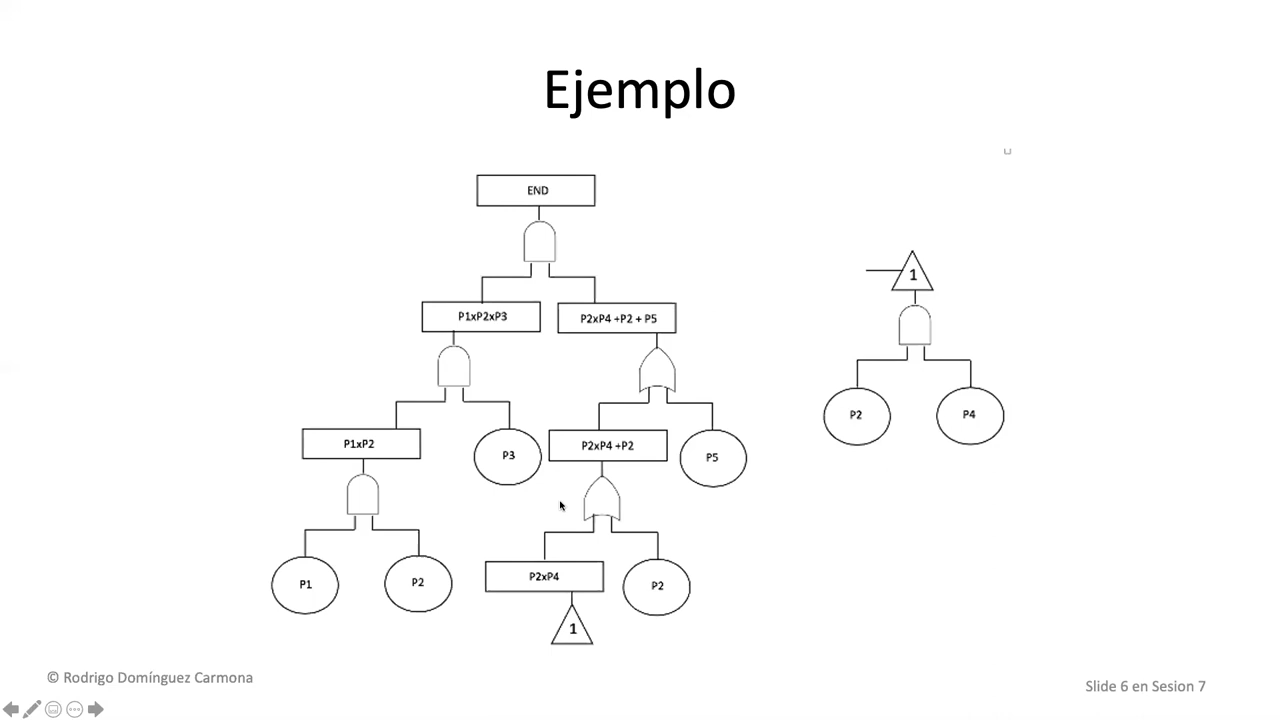 Ejemplo
END
1
P1xP2xP3
P2xP4 +P2 + P5
P2
P4
P1xP2
P3
P2xP4 +P2
P5
P1
P2
P2xP4
P2
1
© Rodrigo Domínguez Carmona
Slide 6 en Sesion 7